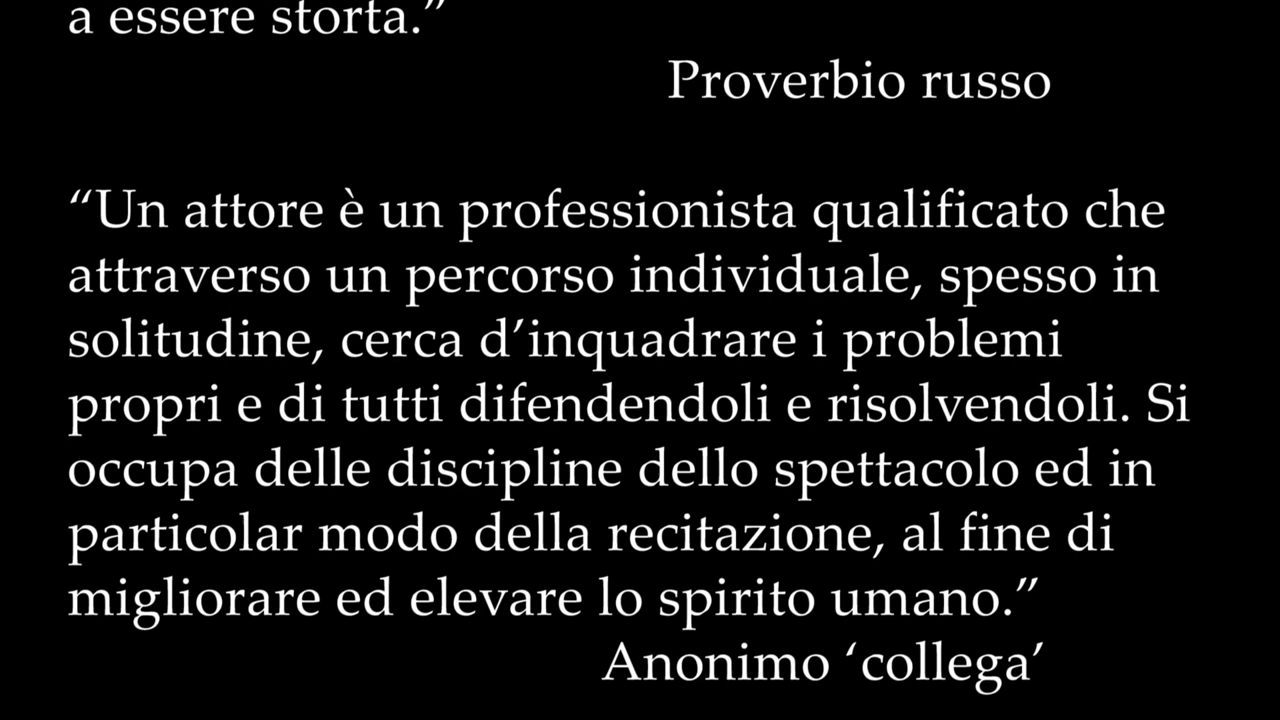 a essere storta.”
Proverbio russo
“Un attore è un professionista qualificato che
attraverso un percorso individuale, spesso in
solitudine, cerca d’inquadrare i problemi
propri e di tutti difendendoli e risolvendoli. Si
occupa delle discipline dello spettacolo ed in
particolar modo della recitazione, al fine di
migliorare ed elevare lo spirito umano.”
Anonimo ‘collega’